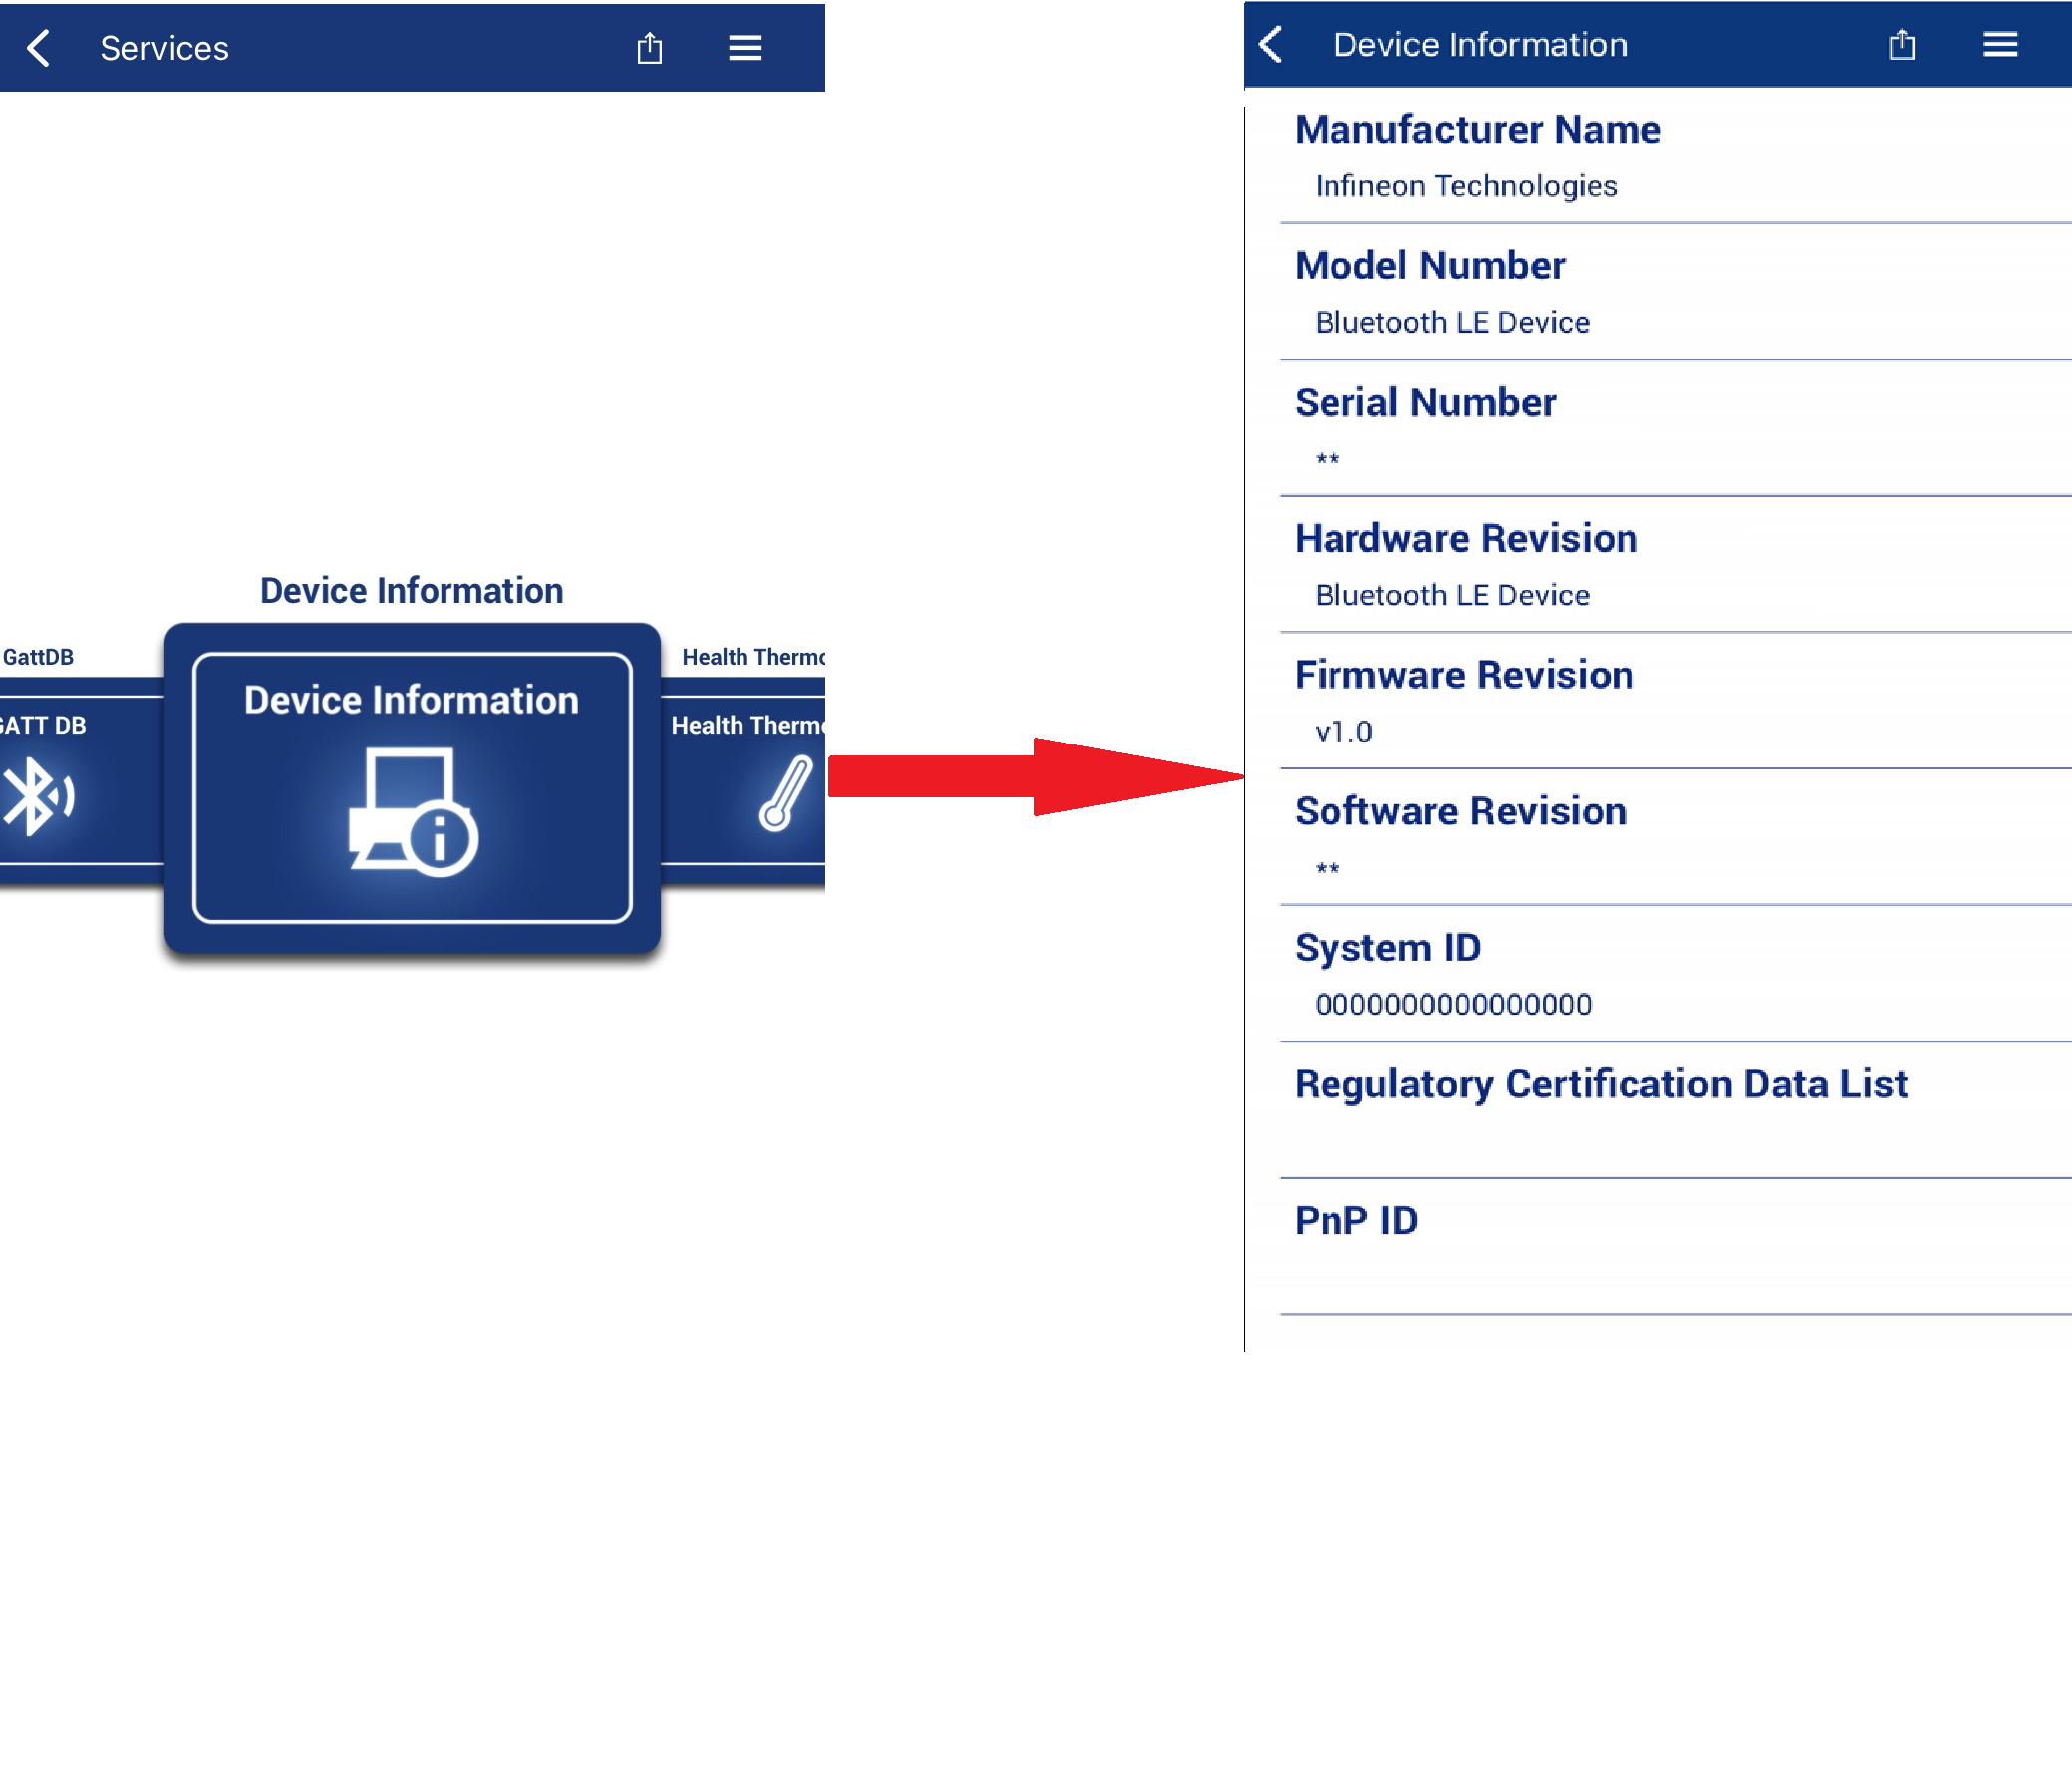 Services
Device Information
GattDB
Health Thermo
Device Information
GATT DB
Health Therm
Device Information
Manufacturer Name
Infineon Technologies
Model Number
Bluetooth LE Device
Serial Number
**
Hardware Revision
Bluetooth LE Device
Firmware Revision
v1.0
Software Revision
**
System ID
0000000000000000
Regulatory Certification Data List
PnP ID